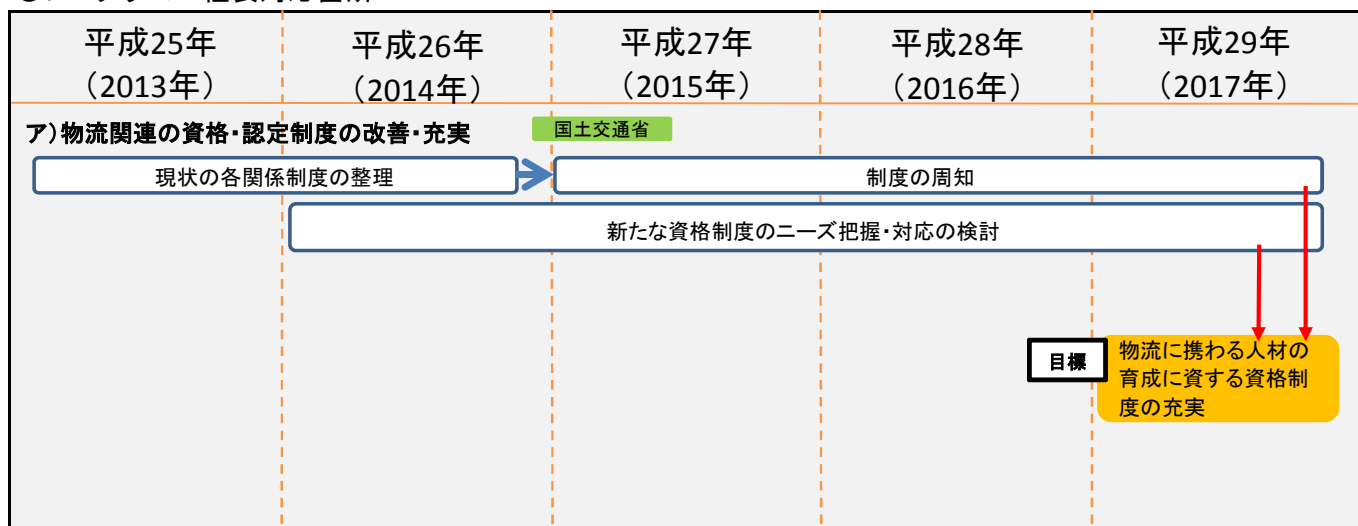 平成25年
（2013年）
平成26年
（2014年）
平成27年
（2015年）
平成28年
（2016年）
平成29年
（2017年）
ア）物流関連の資格・認定制度の改善・充実
国土交通省
現状の各関係制度の整理
制度の周知
新たな資格制度のニーズ把握・対応の検討
目標
物流に携わる人材の
育成に資する資格制
度の充実